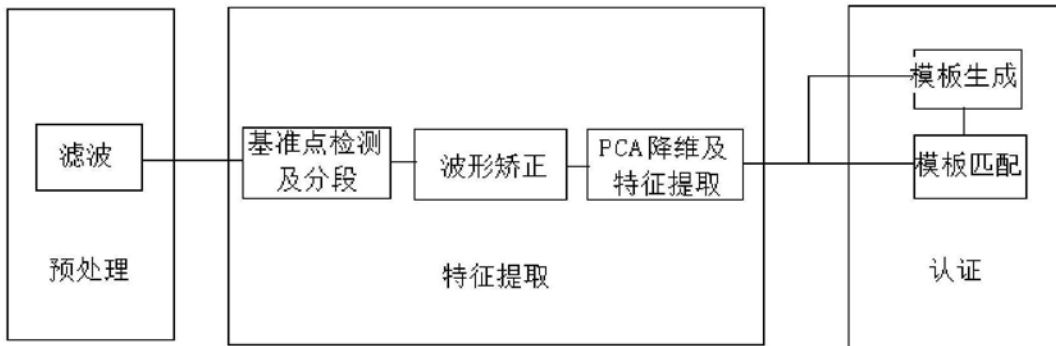 滤波
预处理
基准点检测
及分段
波形矫正
PCA降维及
特征提取
特征提取
模板生成
模板匹配
认证